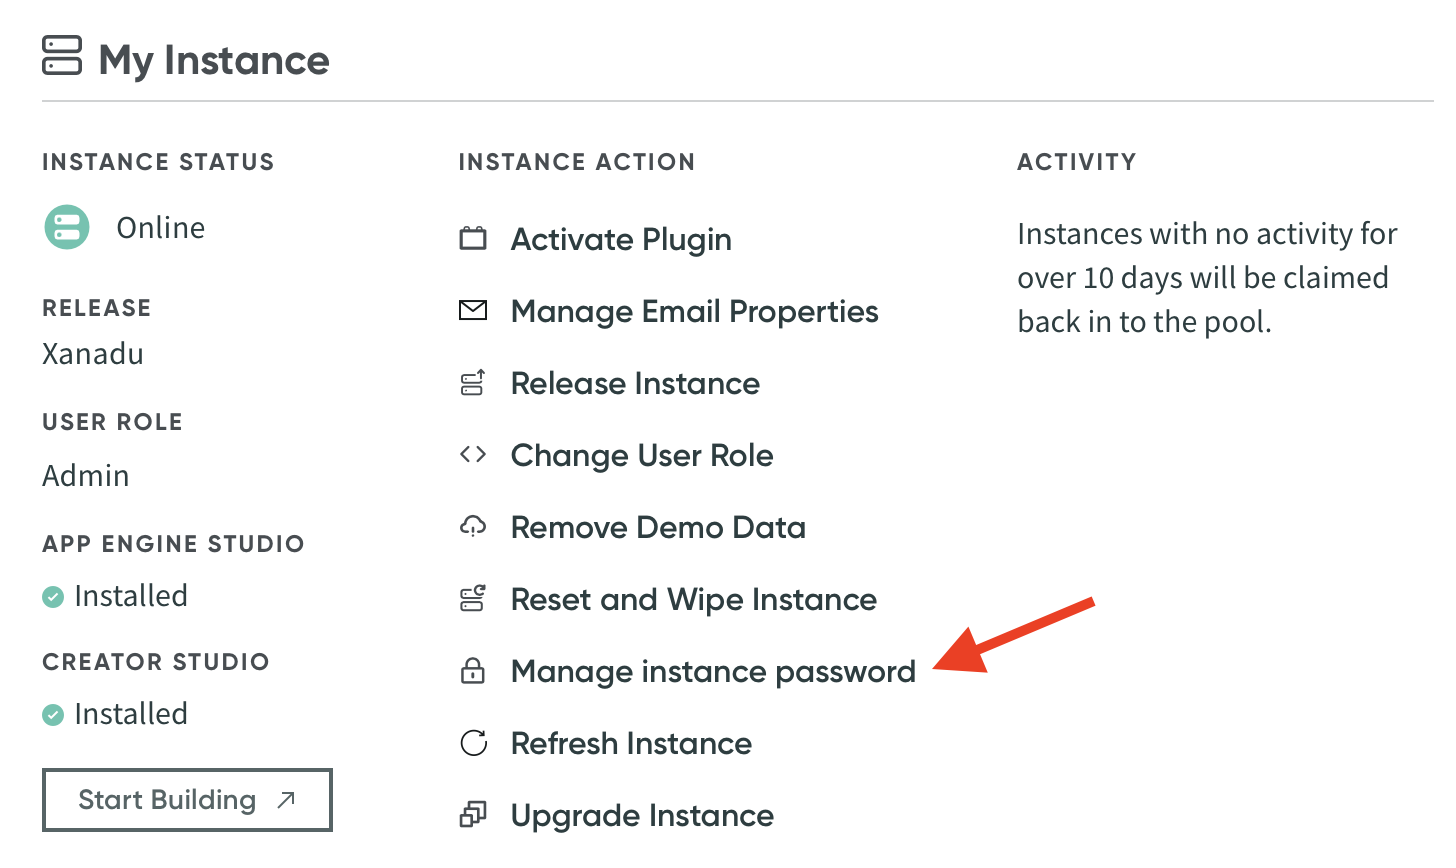 My Instance
INSTANCE STATUS
Online
RELEASE
Xanadu
USER ROLE
Admin
APP ENGINE STUDIO
Installed
CREATOR STUDIO
Installed
Start Building
INSTANCE ACTION
Activate Plugin
Manage Email Properties
Release Instance
Change User Role
Remove Demo Data
Reset and Wipe Instance
Manage instance password
Refresh Instance
Upgrade Instance
ACTIVITY
Instances with no activity for
over 10 days will be claimed
back in to the pool.